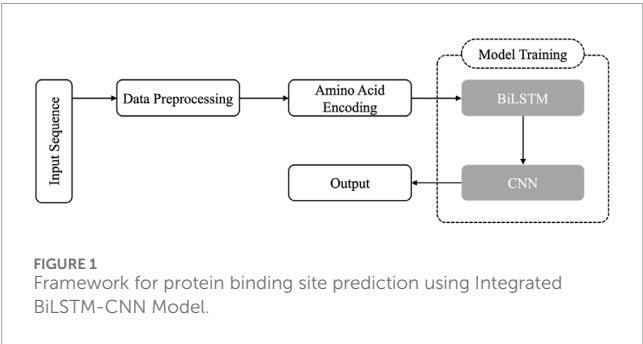 Model Training
Input Sequence
Data Preprocessing
Amino Acid
Encoding
BiLSTM
Output
CNN
FIGURE 1
Framework for protein binding site prediction using Integrated
BiLSTM-CNN Model.